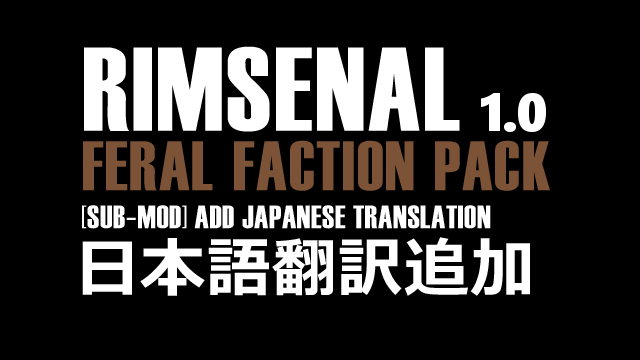 RIMSENAL 1.0
FERAL FACTION PACK
[SUB-MOD] ADD JAPANESE TRANSLATION
日本語翻訳追加